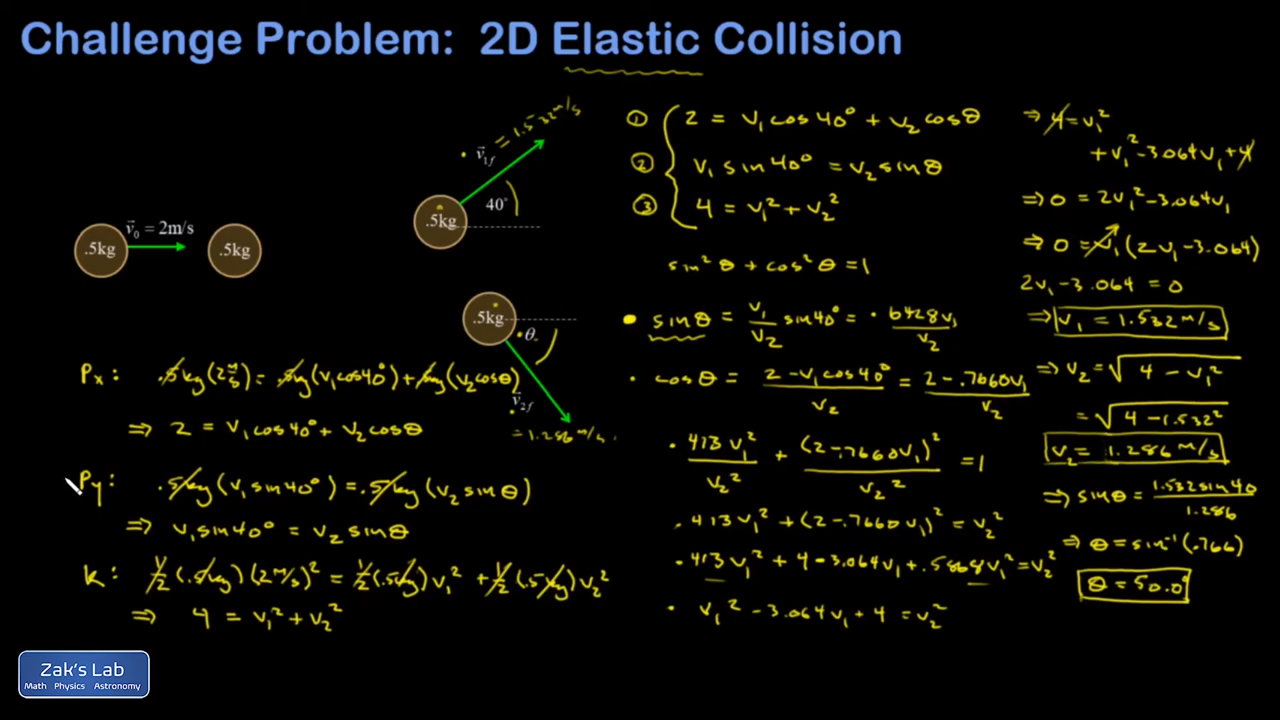 Challenge Problem: 2D Elastic Collision
.5kg
v⃗₀ = 2m/s
.5kg
v⃗₁f = 1.532 m/s
40°
.5kg
.5kg
θ
v⃗₂f
= 1.286 m/s
Px: .5kg(2 m/s) = .5kg(v₁cos40°) + .5kg(v₂cosθ)
⇒ 2 = v₁cos40° + v₂cosθ
Py: .5kg(v₁sin40°) = .5kg(v₂sinθ)
⇒ v₁sin40° = v₂sinθ
K: 1/2(.5kg)(2m/s)² = 1/2(.5kg)v₁² + 1/2(.5kg)v₂²
⇒ 4 = v₁² + v₂²
① 2 = v₁cos40° + v₂cosθ
② v₁sin40° = v₂sinθ
③ 4 = v₁² + v₂²
sin²θ + cos²θ = 1
• sinθ = v₁/v₂ sin40° = .6428v₁/v₂
• cosθ = (2 - v₁cos40°)/v₂ = (2 - .7660v₁)/v₂
• .413v₁²/v₂² + (2 - .7660v₁)²/v₂² = 1
• .413v₁² + (2 - .7660v₁)² = v₂²
• .413v₁² + 4 - 3.064v₁ + .5868v₁² = v₂²
• v₁² - 3.064v₁ + 4 = v₂²
⇒ 4 = v₁²
+ v₁² - 3.064v₁ + 4
⇒ 0 = 2v₁² - 3.064v₁
⇒ 0 = v₁(2v₁ - 3.064)
2v₁ - 3.064 = 0
⇒ v₁ = 1.532 m/s
⇒ v₂ = √(4 - v₁²)
= √(4 - 1.532²)
v₂ = 1.286 m/s
⇒ sinθ = 1.532sin40/1.286
⇒ θ = sin⁻¹(.766)
θ = 50.0°
Zak's Lab
Math Physics Astronomy